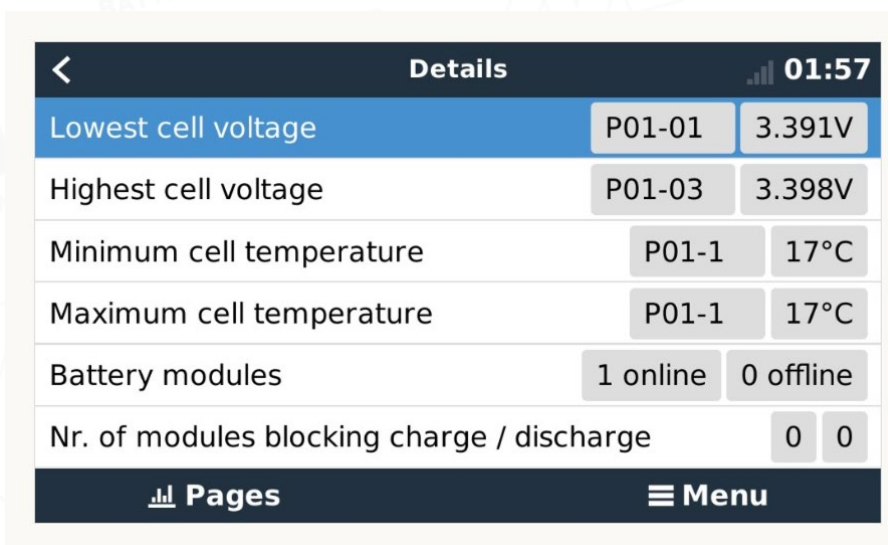 Details 01:57
Lowest cell voltage P01-01 3.391V
Highest cell voltage P01-03 3.398V
Minimum cell temperature P01-1 17°C
Maximum cell temperature P01-1 17°C
Battery modules 1 online 0 offline
Nr. of modules blocking charge / discharge 0 0
Pages Menu